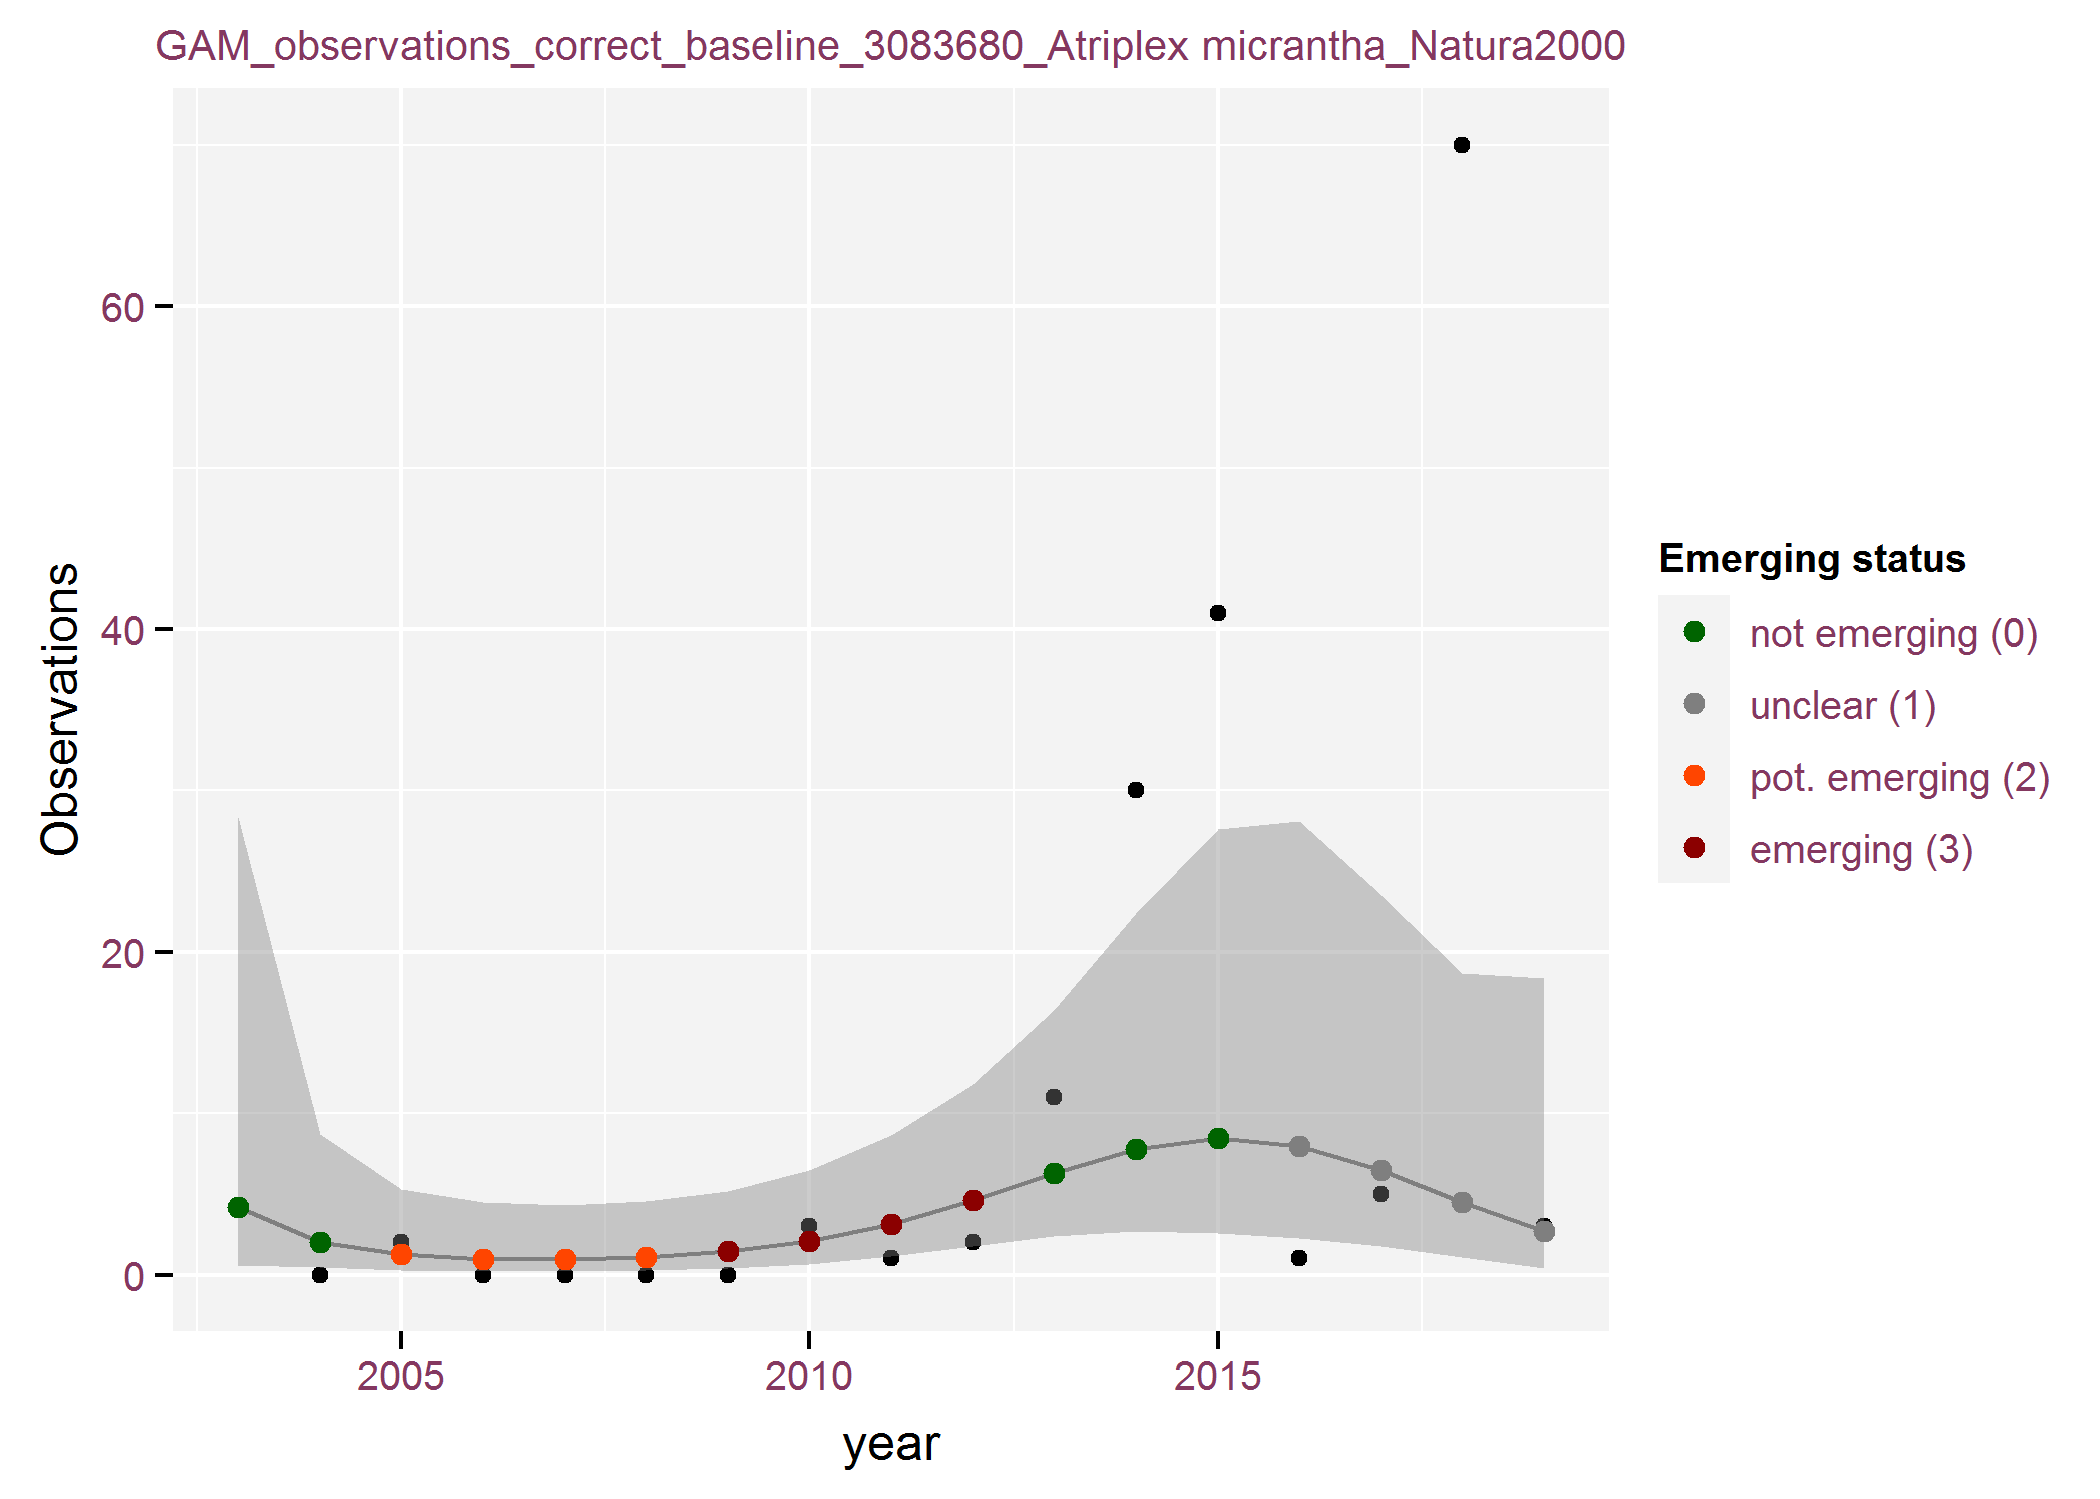 GAM_observations_correct_baseline_3083680_Atriplex micrantha_Natura2000
Observations
60
40
20
0
2005
2010
2015
year
Emerging status
not emerging (0)
unclear (1)
pot. emerging (2)
emerging (3)